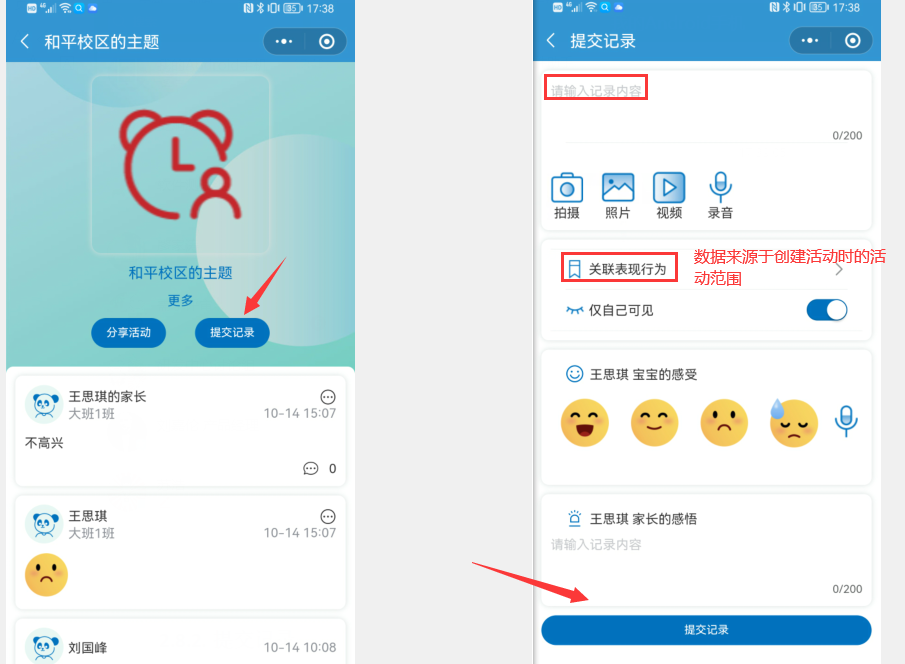 HD 46 85 17:38
和平校区的主题
和平校区的主题
更多
分享活动
提交记录
王思琪的家长
大班1班
10-14 15:07
不高兴
0
王思琪
大班1班
10-14 15:07
刘国峰
10-14 10:08
HD 46 85 17:38
提交记录
请输入记录内容
0/200
拍摄 照片 视频 录音
关联表现行为
数据来源于创建活动时的活
动范围
仅自己可见
王思琪 宝宝的感受
王思琪 家长的感悟
请输入记录内容
0/200
提交记录